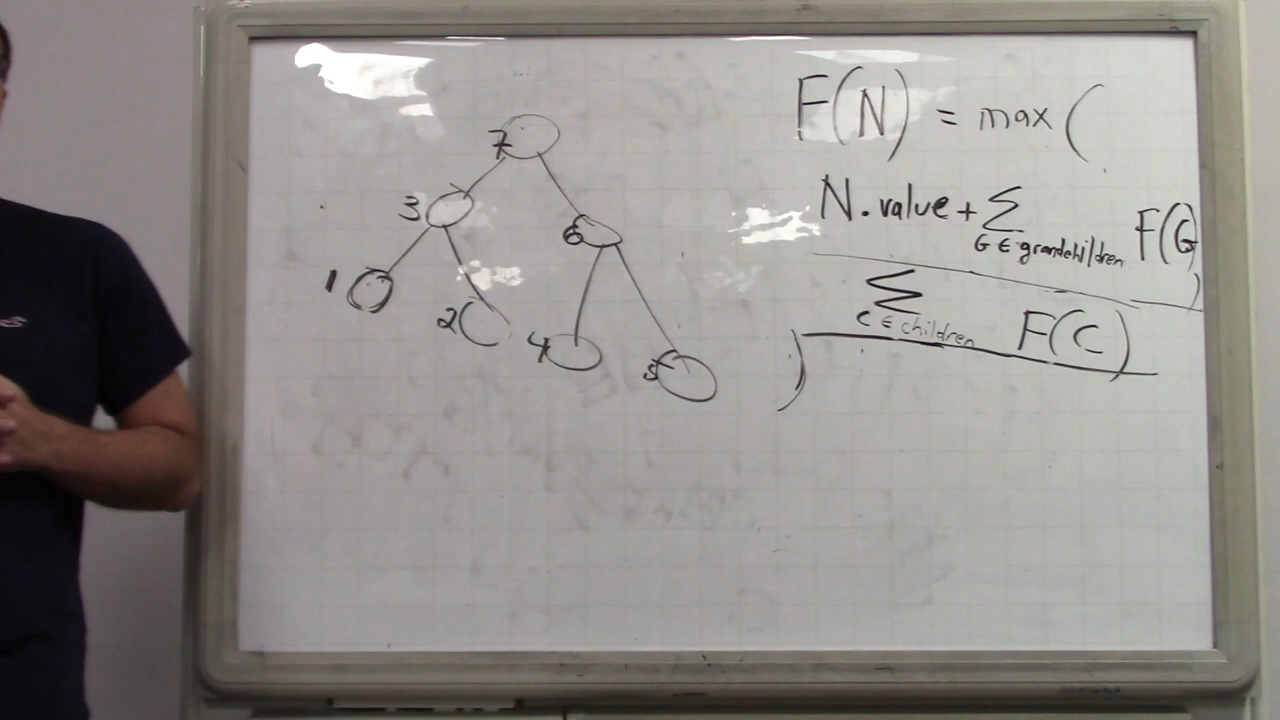 7
3
6
1
2
4
5
F(N) = max (
N.value + Σ G ∈ grandchildren F(G)
Σ C ∈ children F(C)
)